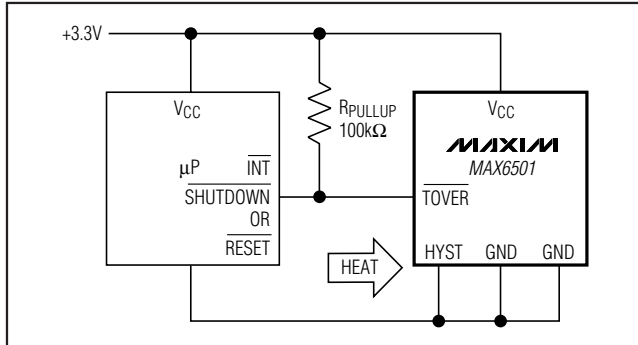 +3.3V
VCC
RPULLUP
100kΩ
VCC
MAXIM
MAX6501
μP
INT
SHUTDOWN
OR
RESET
TOVER
HEAT
HYST GND GND